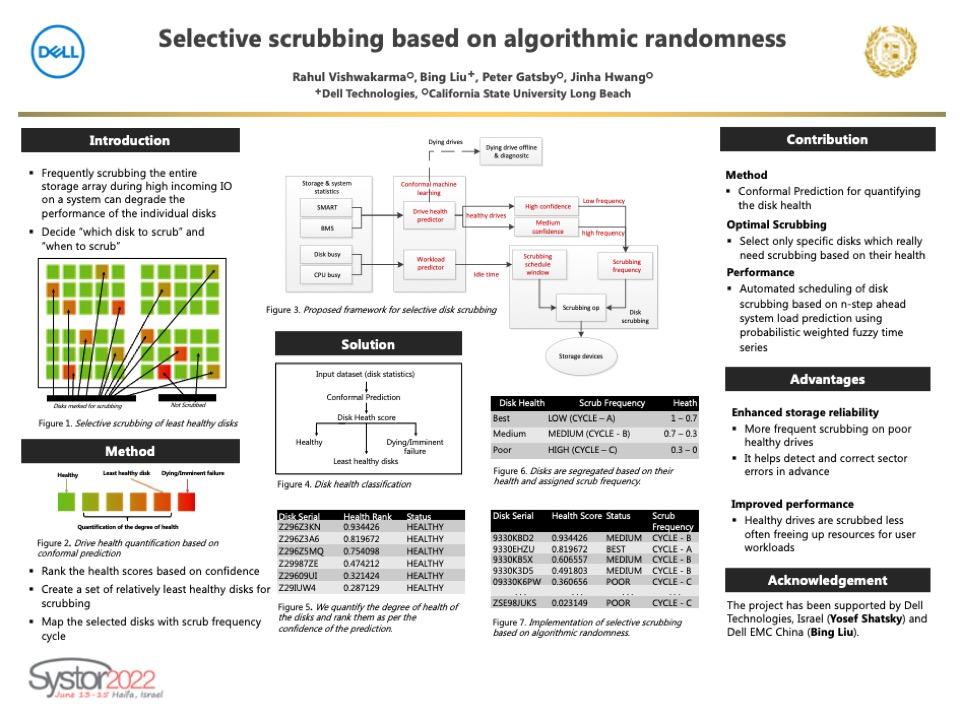 DELL
Selective scrubbing based on algorithmic randomness
Rahul VishwakarmaO, Bing Liu+, Peter GatsbyO, Jinha HwangO
+Dell Technologies, OCalifornia State University Long Beach
Introduction
▪ Frequently scrubbing the entire
storage array during high incoming IO
on a system can degrade the
performance of the individual disks
▪ Decide "which disk to scrub" and
"when to scrub"
Disks marked for scrubbing
Not Scrubbed
Figure 1. Selective scrubbing of least healthy disks
Method
Healthy
Least healthy disk
Dying/Imminent failure
Quantification of the degree of health
Figure 2. Drive health quantification based on
conformal prediction
▪ Rank the health scores based on confidence
▪ Create a set of relatively least healthy disks for
scrubbing
▪ Map the selected disks with scrub frequency
cycle
Systor2022
June 13-15 Haifa, Israel
Dying drives
Dying drive offline
& diagnositc
Storage & system
statistics
SMART
BMS
Disk busy
CPU busy
Conformal machine
learning
Drive health
predictor
Workload
predictor
healthy drives
Idle time
High confidence
Medium
confidence
Low frequency
high frequency
Scrubbing
schedule
window
Scrubbing
frequency
Scrubbing op
Disk
scrubbing
Storage devices
Figure 3. Proposed framework for selective disk scrubbing
Solution
Input dataset (disk statistics)
Conformal Prediction
Disk Heath score
Healthy
Dying/Imminent
failure
Least healthy disks
Figure 4. Disk health classification
Disk Serial Health Rank Status
Z296Z3KN 0.934426 HEALTHY
Z296Z3A6 0.819672 HEALTHY
Z296Z5MQ 0.754098 HEALTHY
Z29987ZE 0.474212 HEALTHY
Z29609UI 0.321424 HEALTHY
Z29IUW4 0.287129 HEALTHY
Figure 5. We quantify the degree of health of
the disks and rank them as per the
confidence of the prediction.
Disk Health Scrub Frequency Heath
Best LOW (CYCLE – A) 1 – 0.7
Medium MEDIUM (CYCLE - B) 0.7 – 0.3
Poor HIGH (CYCLE – C) 0.3 – 0
Figure 6. Disks are segregated based on their
health and assigned scrub frequency.
Disk Serial Health Score Status Scrub
Frequency
9330KBD2 0.934426 MEDIUM CYCLE - B
9330EHZU 0.819672 BEST CYCLE - A
9330KB5X 0.606557 MEDIUM CYCLE - B
9330K3D5 0.491803 MEDIUM CYCLE - B
09330K6PW 0.360656 POOR CYCLE - C
... ... ... ...
ZSE98JUKS 0.023149 POOR CYCLE - C
Figure 7. Implementation of selective scrubbing
based on algorithmic randomness.
Contribution
Method
▪ Conformal Prediction for quantifying
the disk health
Optimal Scrubbing
▪ Select only specific disks which really
need scrubbing based on their health
Performance
▪ Automated scheduling of disk
scrubbing based on n-step ahead
system load prediction using
probabilistic weighted fuzzy time
series
Advantages
Enhanced storage reliability
▪ More frequent scrubbing on poor
healthy drives
▪ It helps detect and correct sector
errors in advance
Improved performance
▪ Healthy drives are scrubbed less
often freeing up resources for user
workloads
Acknowledgement
The project has been supported by Dell
Technologies, Israel (Yosef Shatsky) and
Dell EMC China (Bing Liu).